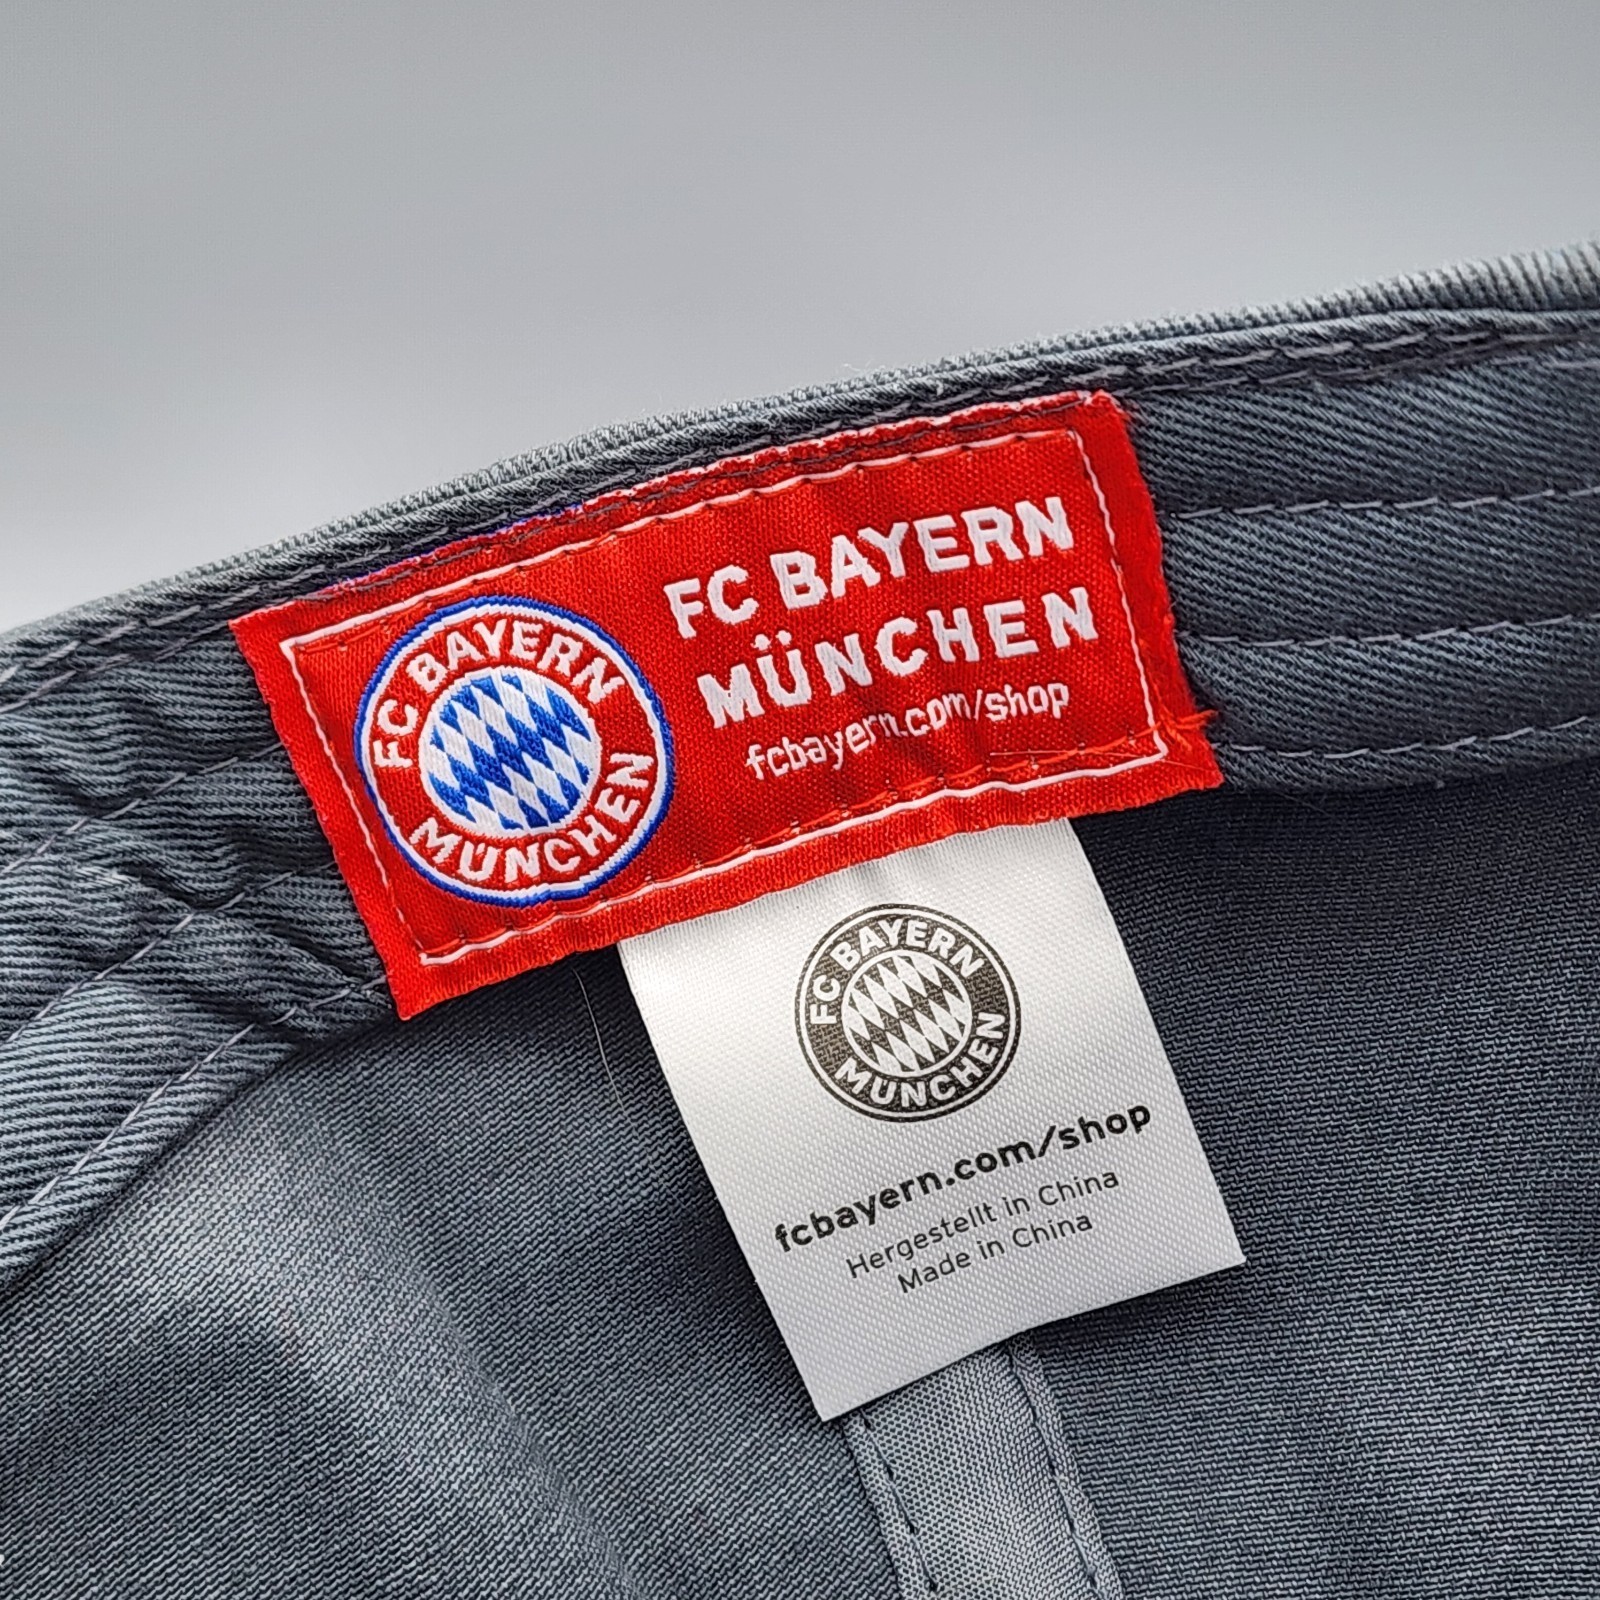 FC BAYERN
MÜNCHEN
FC BAYERN
MÜNCHEN
fcbayern.com/shop
FC BAYERN
MÜNCHEN
fcbayern.com/shop
Hergestellt in China
Made in China